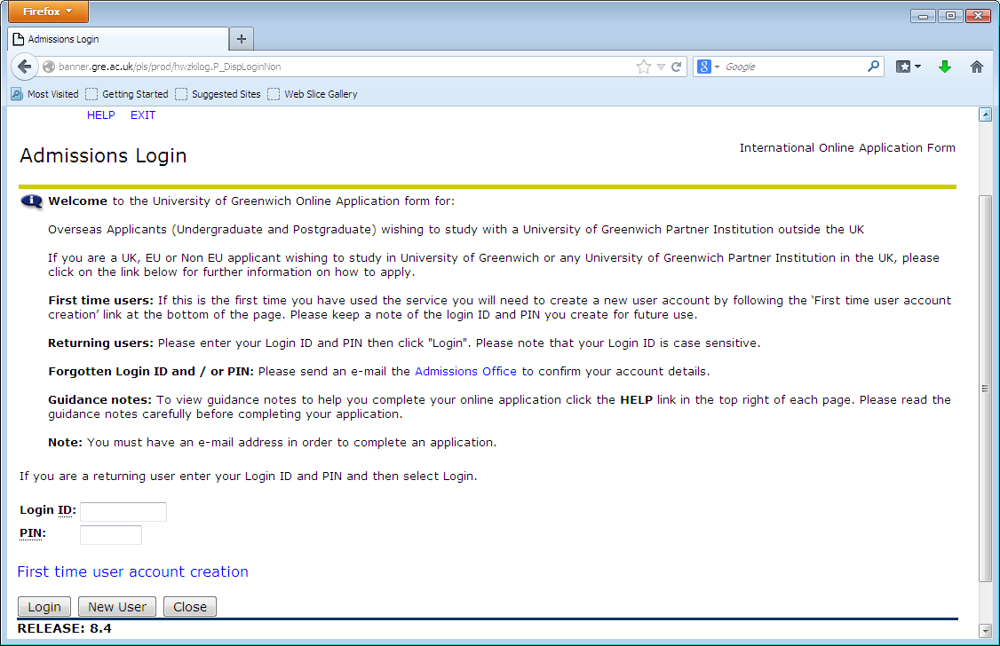 Firefox
Admissions Login
banner.gre.ac.uk/pls/prod/hwzkilog.P_DispLoginNon
Google
Most Visited Getting Started Suggested Sites Web Slice Gallery
HELP EXIT
Admissions Login
International Online Application Form
Welcome to the University of Greenwich Online Application form for:
Overseas Applicants (Undergraduate and Postgraduate) wishing to study with a University of Greenwich Partner Institution outside the UK
If you are a UK, EU or Non EU applicant wishing to study in University of Greenwich or any University of Greenwich Partner Institution in the UK, please
click on the link below for further information on how to apply.
First time users: If this is the first time you have used the service you will need to create a new user account by following the ‘First time user account
creation’ link at the bottom of the page. Please keep a note of the login ID and PIN you create for future use.
Returning users: Please enter your Login ID and PIN then click "Login". Please note that your Login ID is case sensitive.
Forgotten Login ID and / or PIN: Please send an e-mail the Admissions Office to confirm your account details.
Guidance notes: To view guidance notes to help you complete your online application click the HELP link in the top right of each page. Please read the
guidance notes carefully before completing your application.
Note: You must have an e-mail address in order to complete an application.
If you are a returning user enter your Login ID and PIN and then select Login.
Login ID:
PIN:
First time user account creation
Login New User Close
RELEASE: 8.4